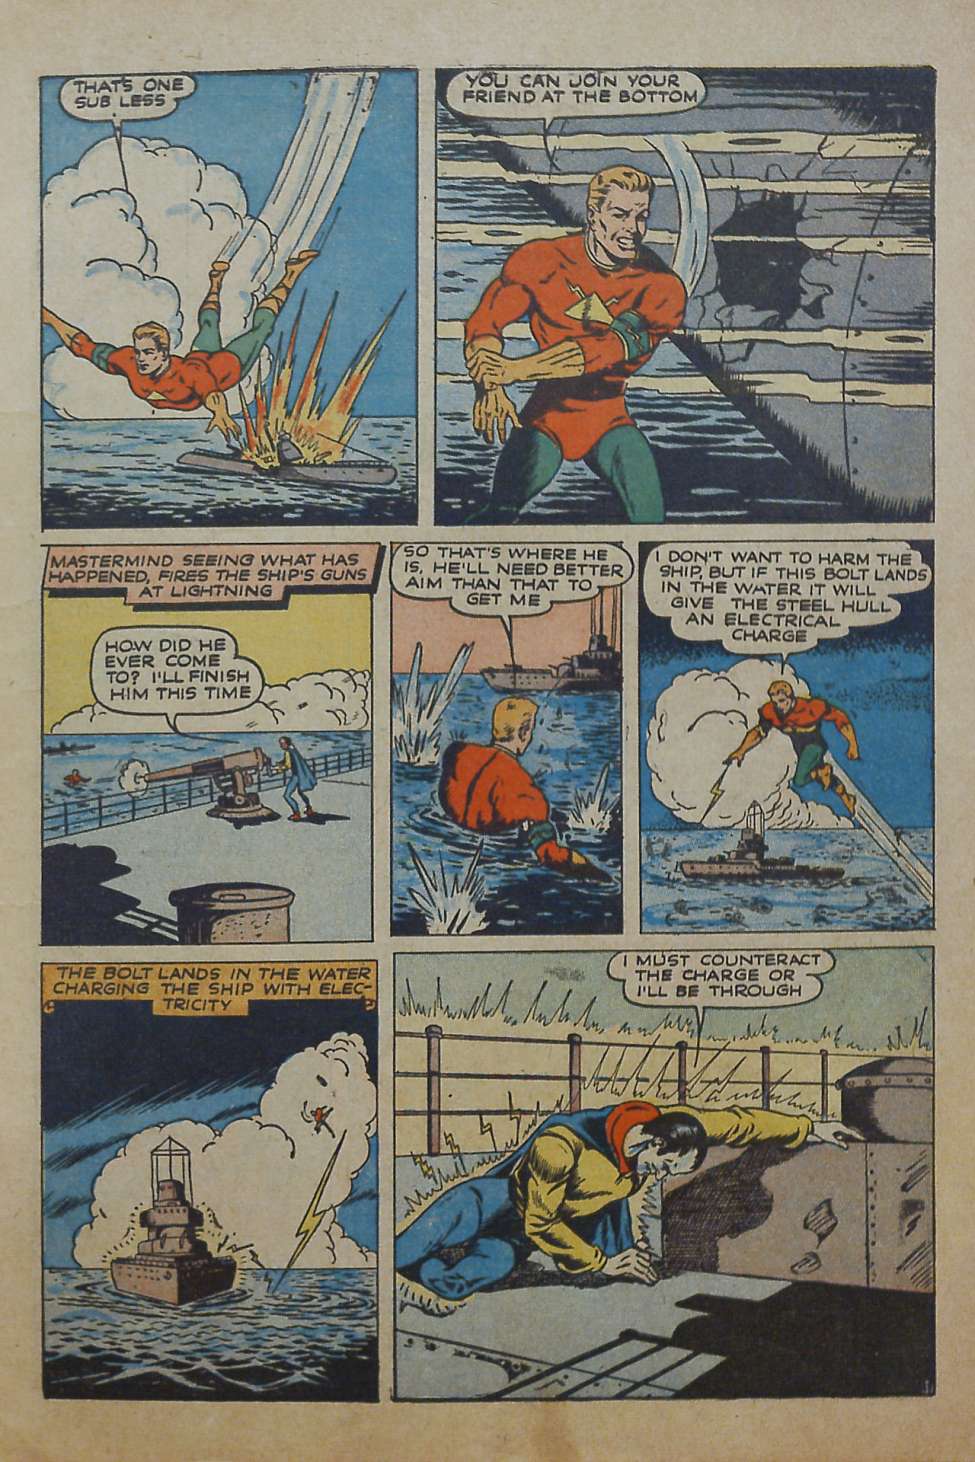 THAT'S ONE
SUB LESS
YOU CAN JOIN YOUR
FRIEND AT THE BOTTOM
MASTERMIND SEEING WHAT HAS
HAPPENED, FIRES THE SHIP'S GUNS
AT LIGHTNING
HOW DID HE
EVER COME
TO? I'LL FINISH
HIM THIS TIME
SO THAT'S WHERE HE
IS, HE'LL NEED BETTER
AIM THAN THAT TO
GET ME
I DON'T WANT TO HARM THE
SHIP, BUT IF THIS BOLT LANDS
IN THE WATER IT WILL
GIVE THE STEEL HULL
AN ELECTRICAL
CHARGE
THE BOLT LANDS IN THE WATER
CHARGING THE SHIP WITH ELEC-
TRICITY
I MUST COUNTERACT
THE CHARGE OR
I'LL BE THROUGH